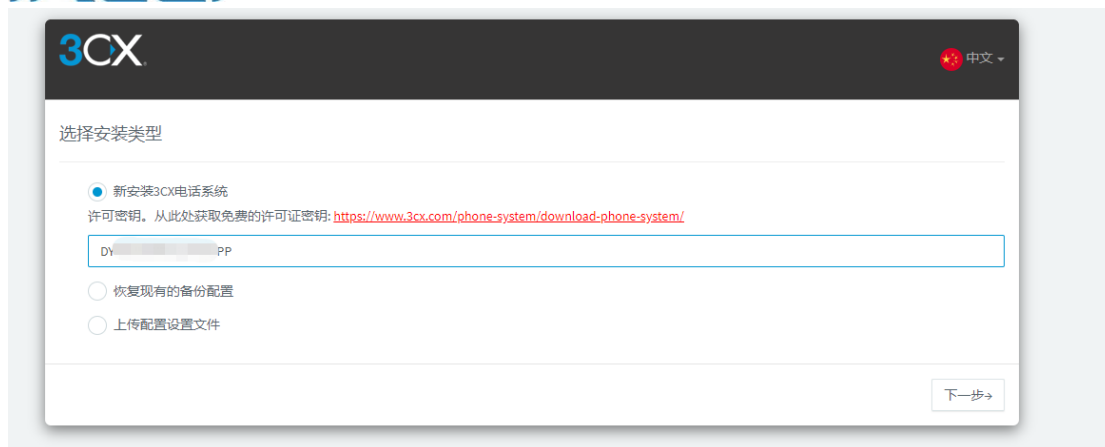 3CX
中文
选择安装类型
新安装3CX电话系统
许可密钥。从此处获取免费的许可证密钥: https://www.3cx.com/phone-system/download-phone-system/
DY PP
恢复现有的备份配置
上传配置设置文件
下一步→